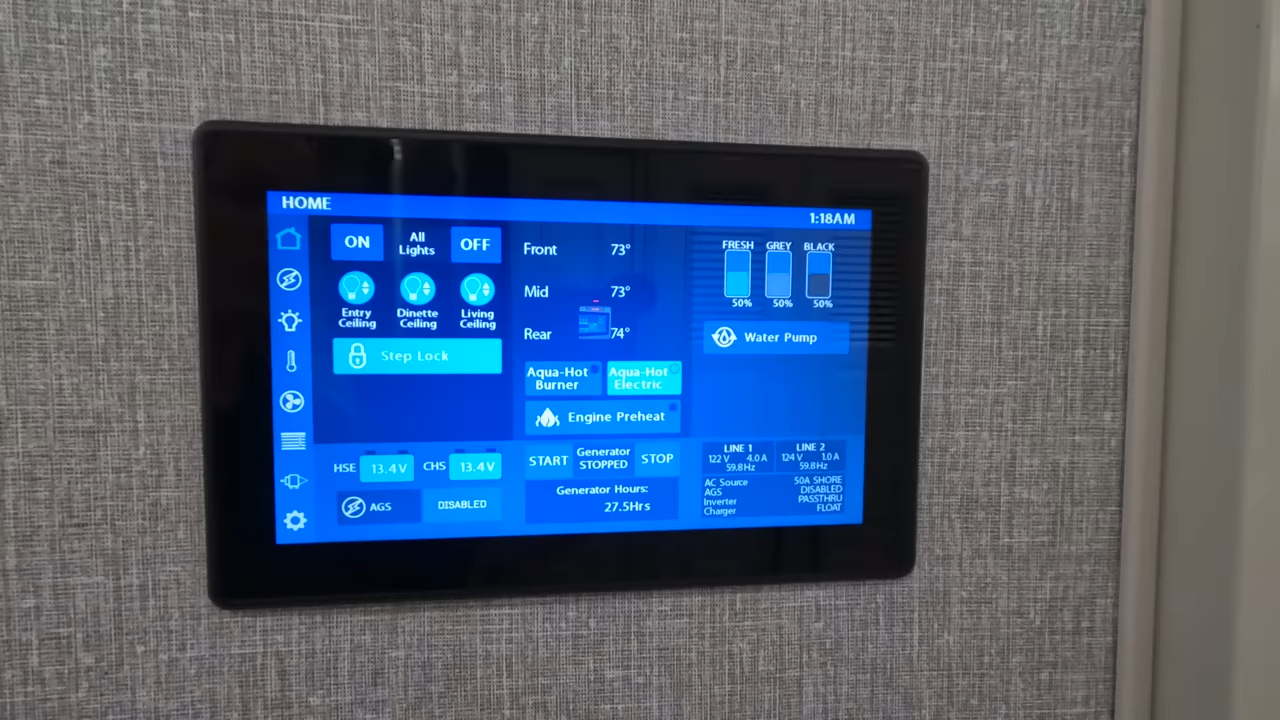 HOME
1:18AM
ON
All
Lights
OFF
Entry
Ceiling
Dinette
Ceiling
Living
Ceiling
Step Lock
Front 73°
Mid 73°
Rear 74°
Aqua-Hot
Burner
Aqua-Hot
Electric
Engine Preheat
FRESH GREY BLACK
50% 50% 50%
Water Pump
HSE 13.4V CHS 13.4V
AGS DISABLED
START
Generator
STOPPED
STOP
Generator Hours:
27.5Hrs
LINE 1
122 V 4.0 A
59.8Hz
LINE 2
124 V 1.0 A
59.8Hz
AC Source 50A SHORE
AGS DISABLED
Inverter PASSTHRU
Charger FLOAT